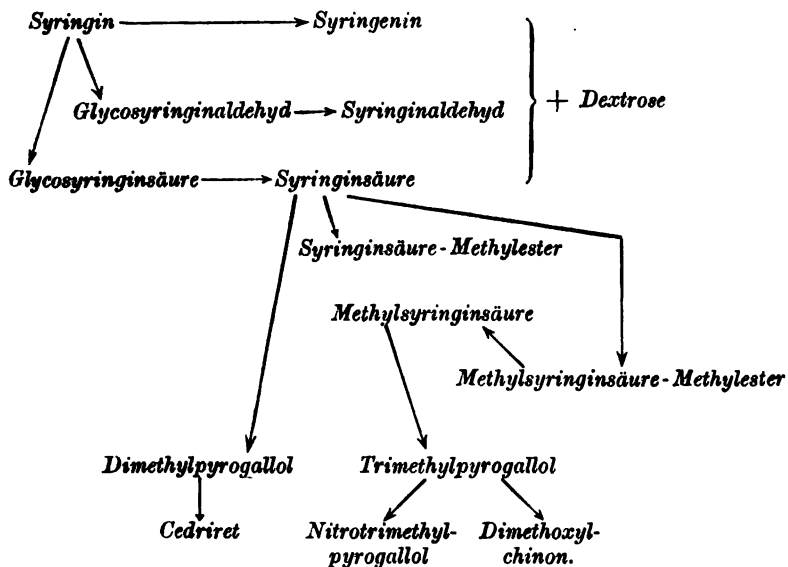 Syringin Syringenin
Glycosyringinaldehyd Syringinaldehyd + Dextrose
Glycosyringinsäure Syringinsäure
Syringinsäure-Methylester
Methylsyringinsäure
Methylsyringinsäure-Methylester
Dimethylpyrogallol Trimethylpyrogallol
Cedriret Nitrotrimethyl- Dimethoxyl-
pyrogallol chinon.